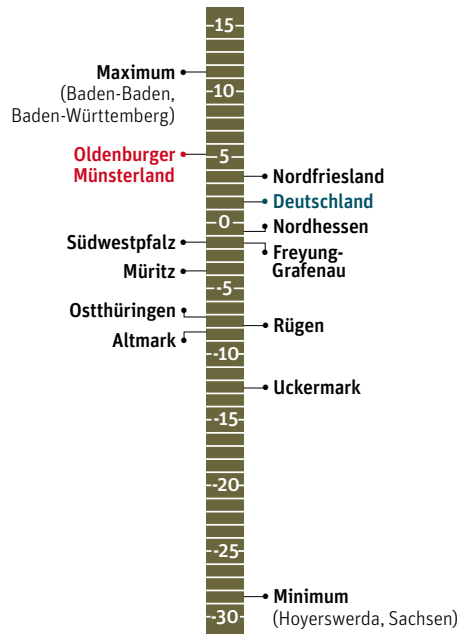 15
Maximum
(Baden-Baden,
Baden-Württemberg)
10
Oldenburger
Münsterland
5
Nordfriesland
Deutschland
0
Nordhessen
Südwestpfalz
Freyung-
Grafenau
Müritz
-5
Ostthüringen
Rügen
Altmark
-10
Uckermark
-15
-20
-25
Minimum
(Hoyerswerda, Sachsen)
-30